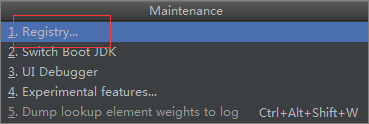 Maintenance
1. Registry...
2. Switch Boot JDK
3. UI Debugger
4. Experimental features...
5. Dump lookup element weights to log Ctrl+Alt+Shift+W